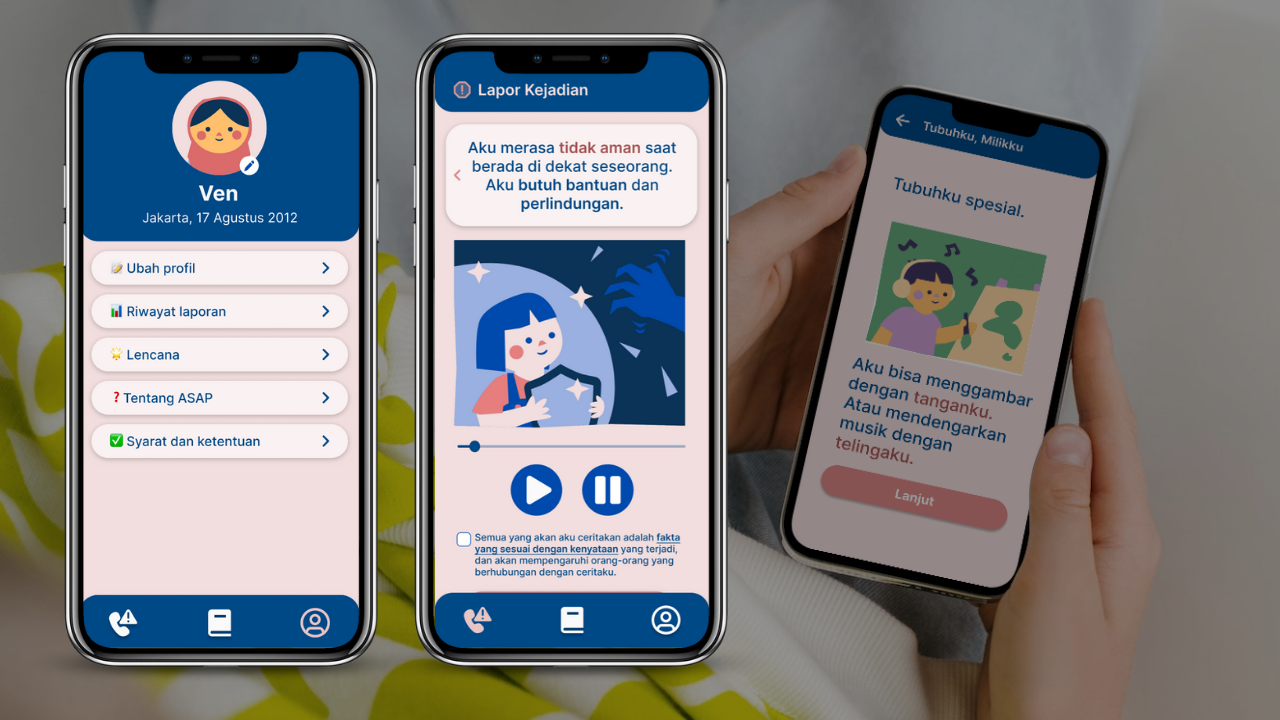 Ven
Jakarta, 17 Agustus 2012
Ubah profil
Riwayat laporan
Lencana
Tentang ASAP
Syarat dan ketentuan
Lapor Kejadian
Aku merasa tidak aman saat
berada di dekat seseorang.
Aku butuh bantuan dan
perlindungan.
Semua yang akan aku ceritakan adalah fakta
yang sesuai dengan kenyataan yang terjadi,
dan akan mempengaruhi orang-orang yang
berhubungan dengan ceritaku.
Tubuhku, Milikku
Tubuhku spesial.
Aku bisa menggambar
dengan tanganku.
Atau mendengarkan
musik dengan
telingaku.
Lanjut